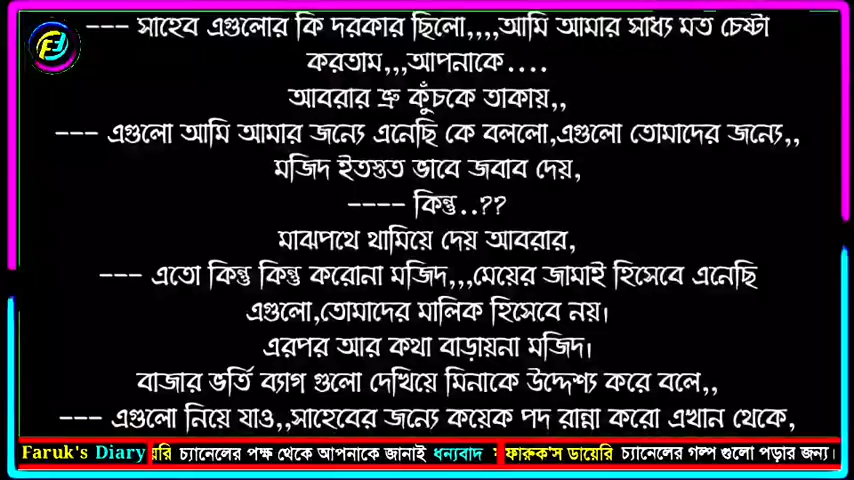 --- সাহেব এগুলোর কি দরকার ছিলো,,,,আমি আমার সাধ্য মত চেষ্টা
করতাম,,,আপনাকে....
আবরার ভ্রু কুঁচকে তাকায়,,
--- এগুলো আমি আমার জন্যে এনেছি কে বললো,এগুলো তোমাদের জন্যে,,
মজিদ ইতস্তত ভাবে জবাব দেয়,
---- কিন্তু..??
মাঝপথে থামিয়ে দেয় আবরার,
--- এতো কিন্তু কিন্তু করোনা মজিদ,,,মেয়ের জামাই হিসেবে এনেছি
এগুলো,তোমাদের মালিক হিসেবে নয়।
এরপর আর কথা বাড়ায়না মজিদ।
বাজার ভর্তি ব্যাগ গুলো দেখিয়ে মিনাকে উদ্দেশ্য করে বলে,,
--- এগুলো নিয়ে যাও,,সাহেবের জন্যে কয়েক পদ রান্না করো এখান থেকে,
Faruk's Diary য়েরি চ্যানেলের পক্ষ থেকে আপনাকে জানাই ধন্যবাদ ফারুক'স ডায়েরি চ্যানেলের গল্প গুলো পড়ার জন্য।